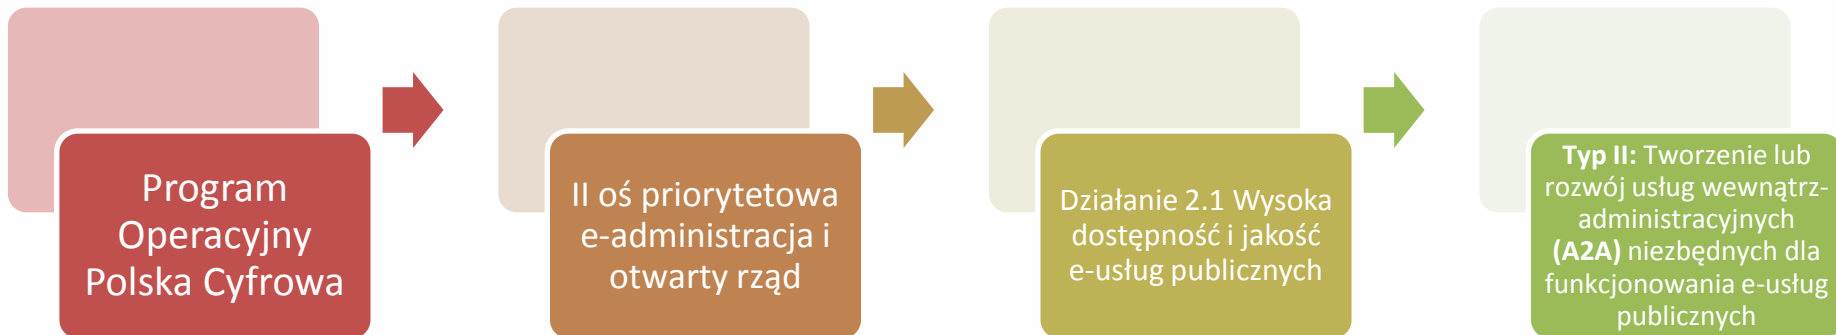 Program
Operacyjny
Polska Cyfrowa
II oś priorytetowa
e-administracja i
otwarty rząd
Działanie 2.1 Wysoka
dostępność i jakość
e-usług publicznych
Typ II: Tworzenie lub
rozwój usług wewnątrz-
administracyjnych
(A2A) niezbędnych dla
funkcjonowania e-usług
publicznych